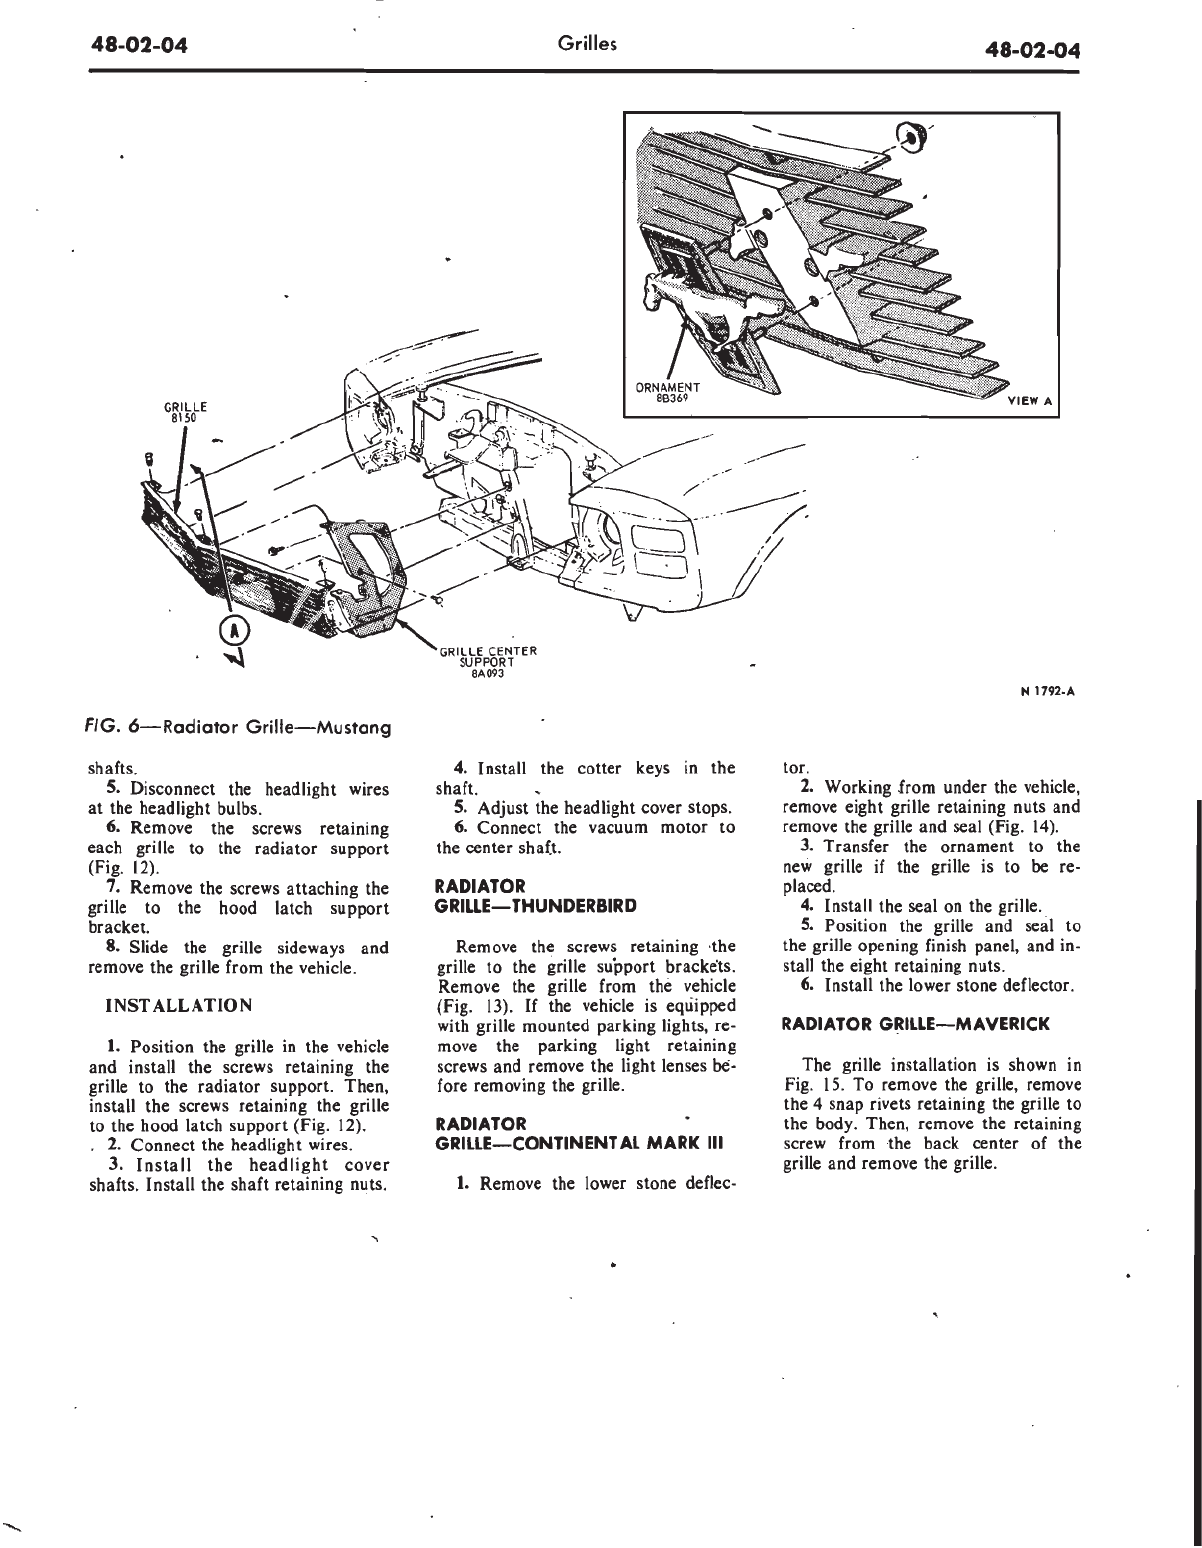 48-02-04
Grilles
48-02-04
ORNAMENT
8B369
VIEW A
GRILLE
8150
A
GRILLE CENTER
SUPPORT
8A093
N 1792-A
FIG. 6—Radiator Grille—Mustang
shafts.
5. Disconnect the headlight wires
at the headlight bulbs.
6. Remove the screws retaining
each grille to the radiator support
(Fig. 12).
7. Remove the screws attaching the
grille to the hood latch support
bracket.
8. Slide the grille sideways and
remove the grille from the vehicle.
INSTALLATION
1. Position the grille in the vehicle
and install the screws retaining the
grille to the radiator support. Then,
install the screws retaining the grille
to the hood latch support (Fig. 12).
2. Connect the headlight wires.
3. Install the headlight cover
shafts. Install the shaft retaining nuts.
4. Install the cotter keys in the
shaft.
5. Adjust the headlight cover stops.
6. Connect the vacuum motor to
the center shaft.
RADIATOR
GRILLE—THUNDERBIRD
Remove the screws retaining the
grille to the grille support brackets.
Remove the grille from the vehicle
(Fig. 13). If the vehicle is equipped
with grille mounted parking lights, re-
move the parking light retaining
screws and remove the light lenses be-
fore removing the grille.
RADIATOR
GRILLE—CONTINENTAL MARK III
1. Remove the lower stone deflec-
tor.
2. Working from under the vehicle,
remove eight grille retaining nuts and
remove the grille and seal (Fig. 14).
3. Transfer the ornament to the
new grille if the grille is to be re-
placed.
4. Install the seal on the grille.
5. Position the grille and seal to
the grille opening finish panel, and in-
stall the eight retaining nuts.
6. Install the lower stone deflector.
RADIATOR GRILLE—MAVERICK
The grille installation is shown in
Fig. 15. To remove the grille, remove
the 4 snap rivets retaining the grille to
the body. Then, remove the retaining
screw from the back center of the
grille and remove the grille.